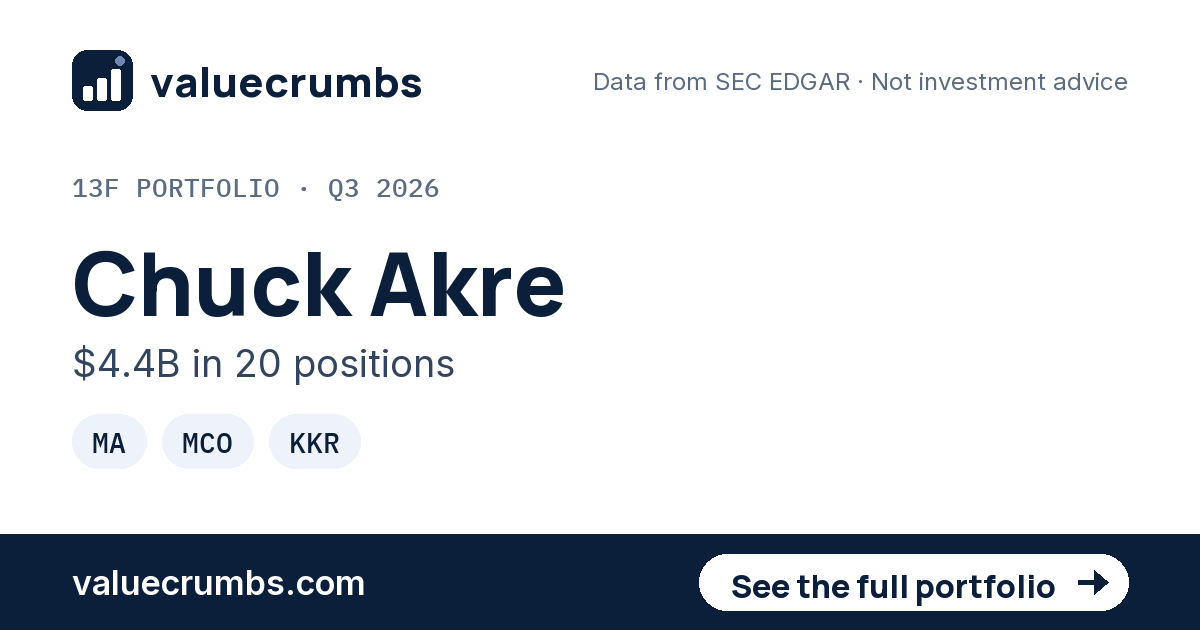 valuecrumbs
Data from SEC EDGAR · Not investment advice
13F PORTFOLIO · Q3 2026
Chuck Akre
$4.4B in 20 positions
MA MCO KKR
valuecrumbs.com
See the full portfolio →